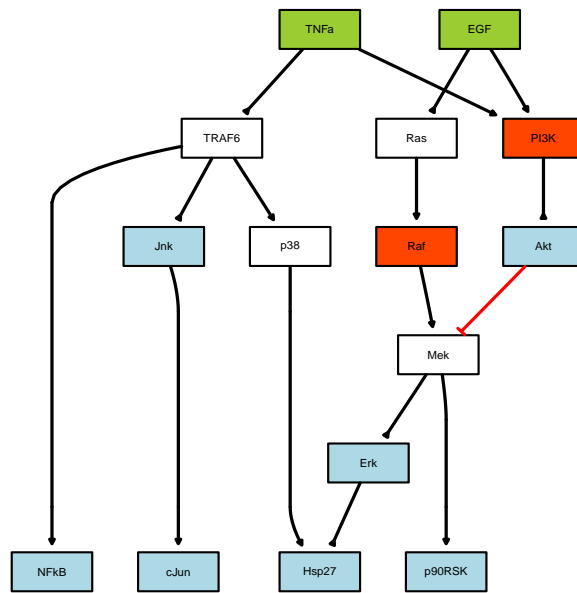 TNFa
EGF
TRAF6
Ras
PI3K
Jnk
p38
Raf
Akt
Mek
Erk
NFkB
cJun
Hsp27
p90RSK